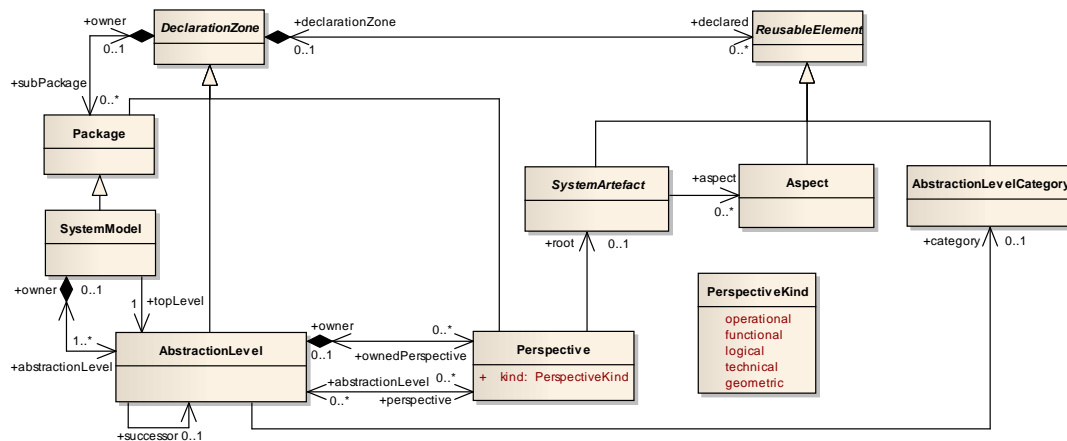 +owner
DeclarationZone
+declarationZone
+declared
ReusableElement
0..1
0..1
0..*
+subPackage
0..*
Package
SystemArtefact
+aspect
0..*
Aspect
AbstractionLevelCategory
SystemModel
+root
0..1
+category
0..1
+owner
0..1
1
+topLevel
PerspectiveKind
operational
functional
logical
technical
geometric
1..*
+abstractionLevel
AbstractionLevel
+owner
0..1
0..*
+ownedPerspective
Perspective
+ kind: PerspectiveKind
+abstractionLevel
0..*
0..*
+perspective
+successor
0..1